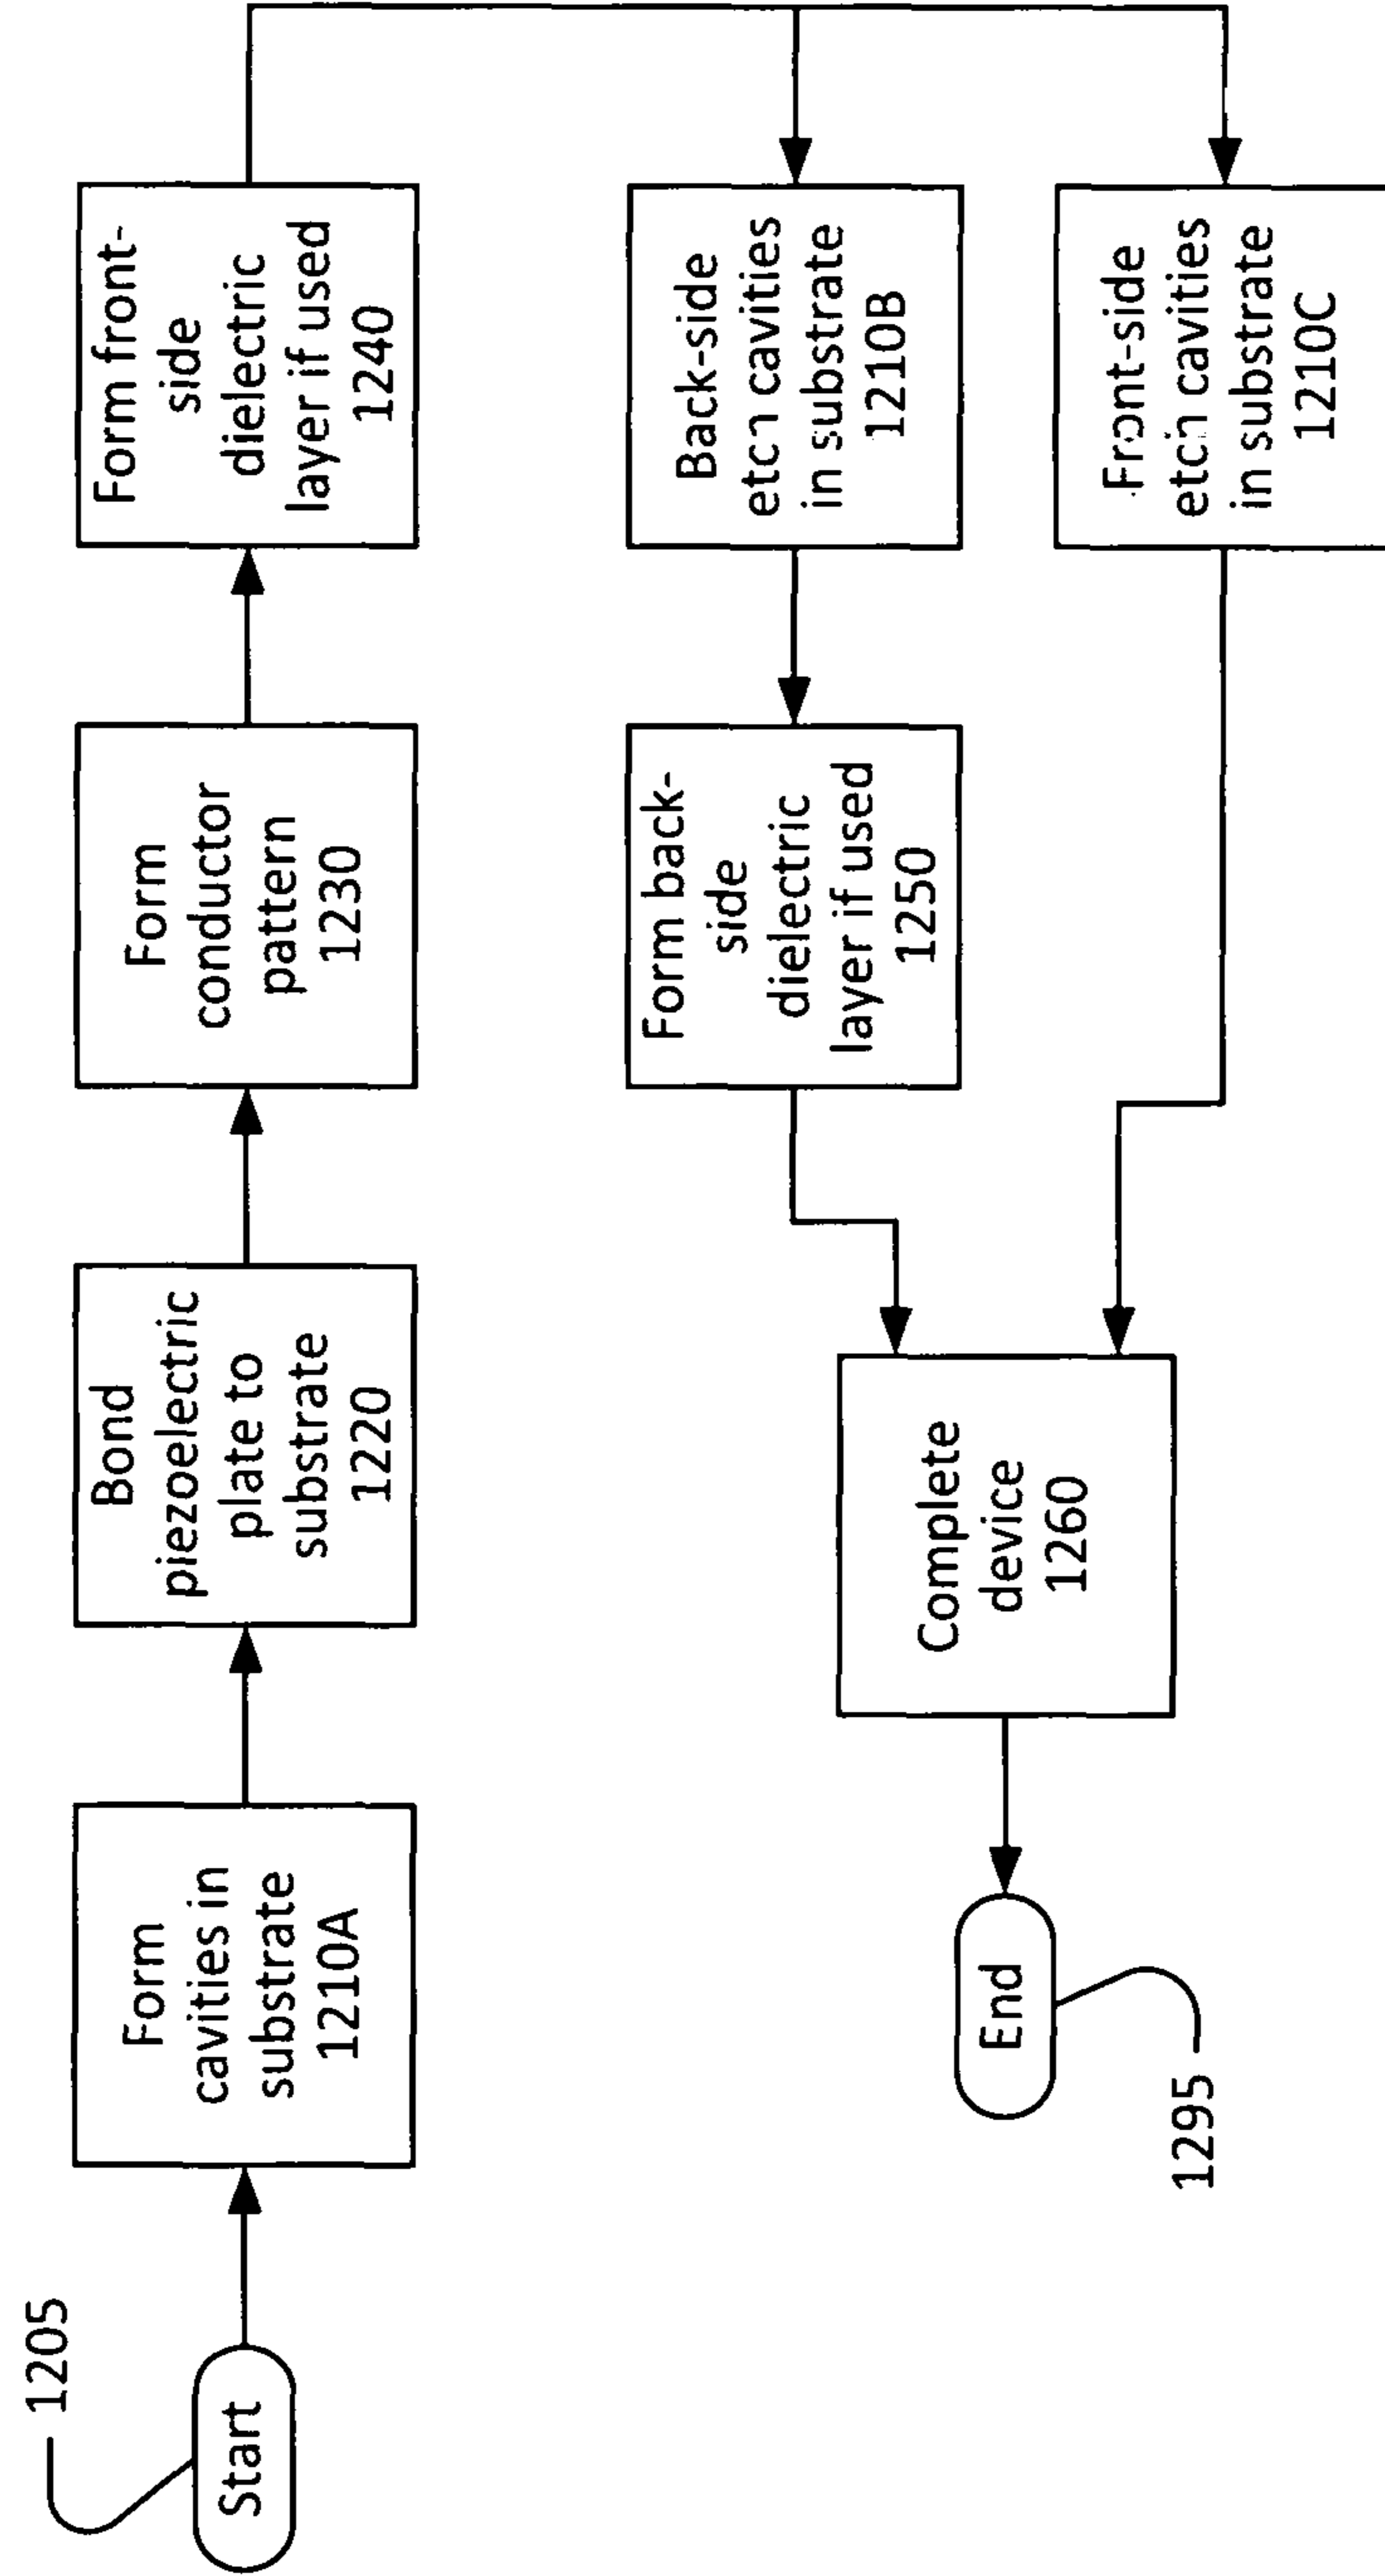 1205
Start
Form
cavities in
substrate
1210A
Bond
piezoelectric
plate to
substrate
1220
Form
conductor
pattern
1230
Form front-
side
dielectric
layer if used
1240
Back-side
etch cavities
in substrate
1210B
Form back-
side
dielectric
layer if used
1250
Front-side
etch cavities
in substrate
1210C
Complete
device
1260
End
1295